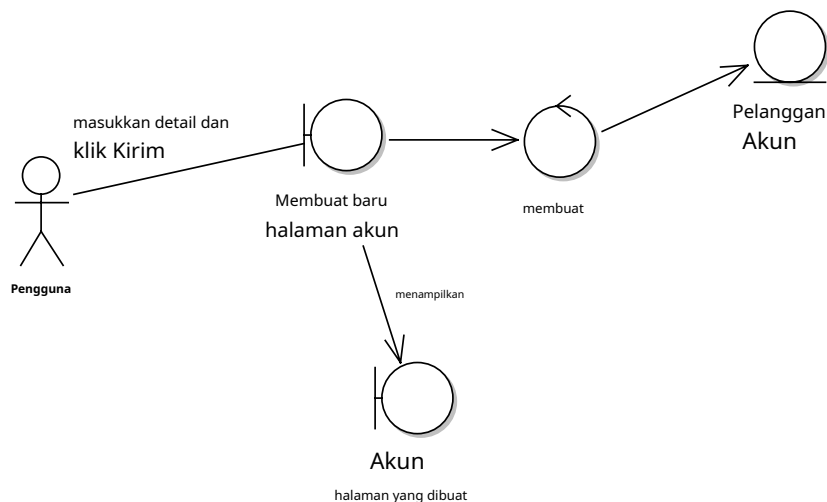 Pelanggan
Akun
masukkan detail dan
klik Kirim
Membuat baru
halaman akun
membuat
Pengguna
menampilkan
Akun
halaman yang dibuat